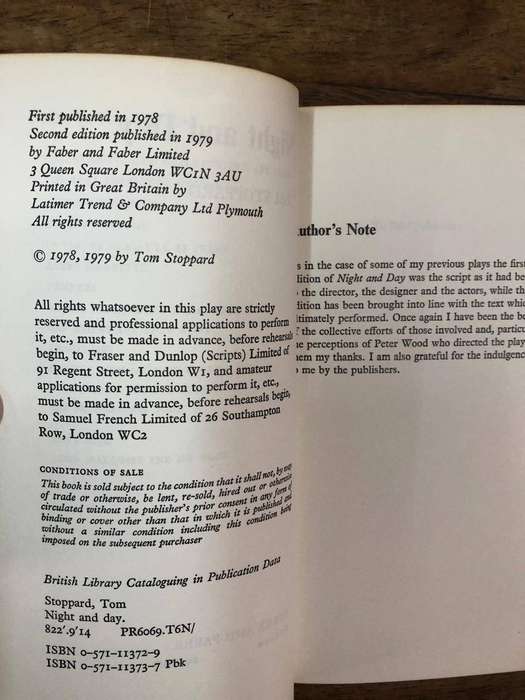 First published in 1978
Second edition published in 1979
by Faber and Faber Limited
3 Queen Square London WC1N 3AU
Printed in Great Britain by
Latimer Trend & Company Ltd Plymouth
All rights reserved
© 1978, 1979 by Tom Stoppard
All rights whatsoever in this play are strictly
reserved and professional applications to perform
it, etc., must be made in advance, before rehearsals
begin, to Fraser and Dunlop (Scripts) Limited of
91 Regent Street, London W1, and amateur
applications for permission to perform it, etc.,
must be made in advance, before rehearsals begin,
to Samuel French Limited of 26 Southampton
Row, London WC2
CONDITIONS OF SALE
This book is sold subject to the condition that it shall not, by way
of trade or otherwise, be lent, re-sold, hired out or otherwise
circulated without the publisher's prior consent in any form of
binding or cover other than that in which it is published and
without a similar condition including this condition being
imposed on the subsequent purchaser
British Library Cataloguing in Publication Data
Stoppard, Tom
Night and day.
822'.9'14 PR6069.T6N/
ISBN 0–571–11372–9
ISBN 0–571–11373–7 Pbk
uthor's Note
s in the case of some of my previous plays the first
dition of Night and Day was the script as it had be
the director, the designer and the actors, while th
dition has been brought into line with the text whic
ltimately performed. Once again I have been the be
f the collective efforts of those involved and, particu
e perceptions of Peter Wood who directed the play
em my thanks. I am also grateful for the indulgenc
me by the publishers.